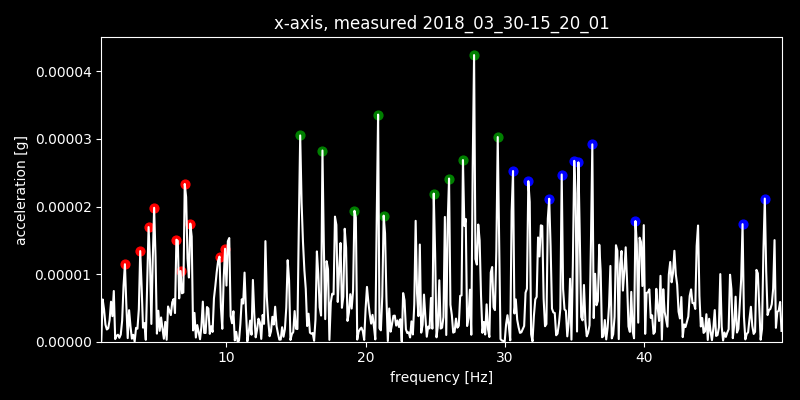 x-axis, measured 2018_03_30-15_20_01
acceleration [g]
0.00004
0.00003
0.00002
0.00001
0.00000
10 20 30 40
frequency [Hz]